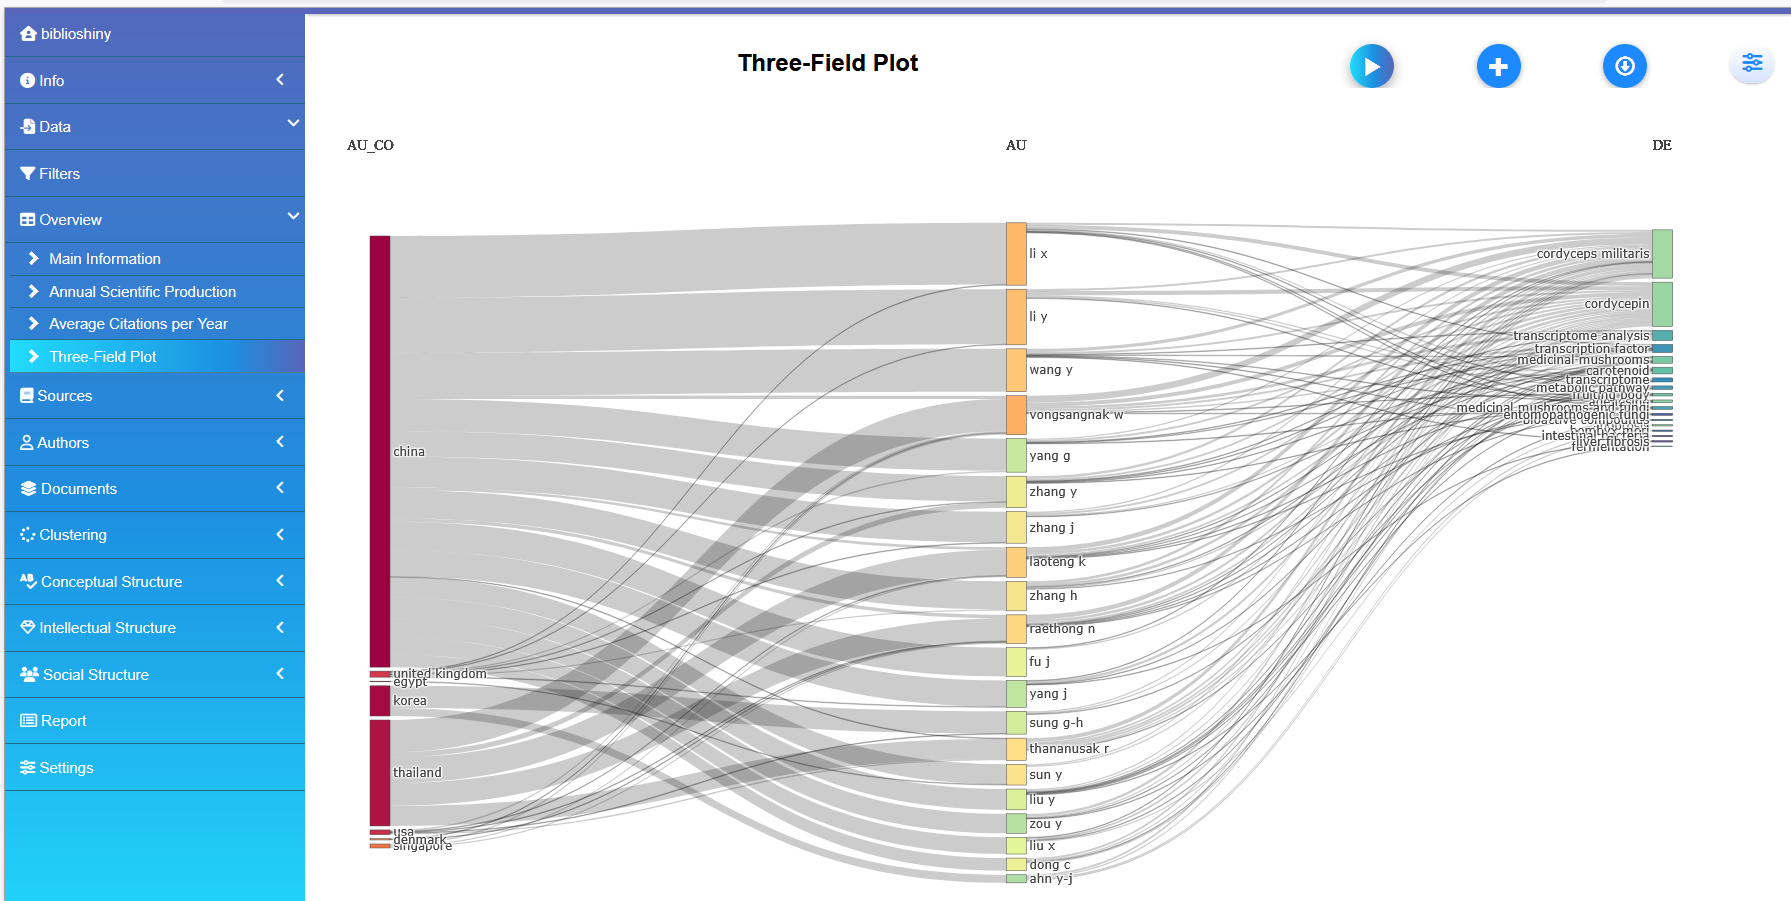 biblioshiny
Info
Data
Filters
Overview
Main Information
Annual Scientific Production
Average Citations per Year
Three-Field Plot
Sources
Authors
Documents
Clustering
Conceptual Structure
Intellectual Structure
Social Structure
Report
Settings
Three-Field Plot
AU_CO
AU
DE
china
united kingdom
egypt
korea
thailand
usa
denmark
singapore
li x
li y
wang y
vongsangnak w
yang g
zhang y
zhang j
laoteng k
zhang h
raethong n
fu j
yang j
sung g-h
thananusak r
sun y
liu y
zou y
liu x
dong c
ahn y-j
cordyceps militaris
cordycepin
transcriptome analysis
transcription factor
medicinal mushrooms
carotenoid
transcriptome
metabolic pathway
fruiting body
medicinal mushrooms and fungi
entomopathogenic fungi
bioactive compounds
intestinal bacteria
liver fibrosis
fermentation